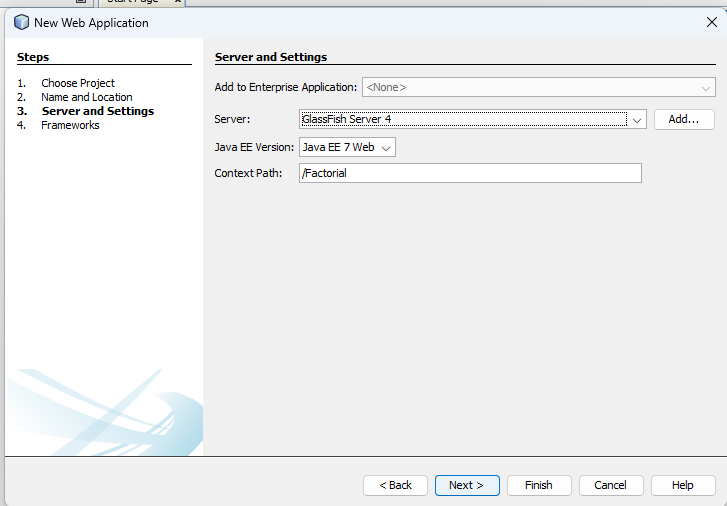 Start Page
New Web Application
Steps
1. Choose Project
2. Name and Location
3. Server and Settings
4. Frameworks
Server and Settings
Add to Enterprise Application: <None>
Server: GlassFish Server 4 Add...
Java EE Version: Java EE 7 Web
Context Path: /Factorial
< Back Next > Finish Cancel Help